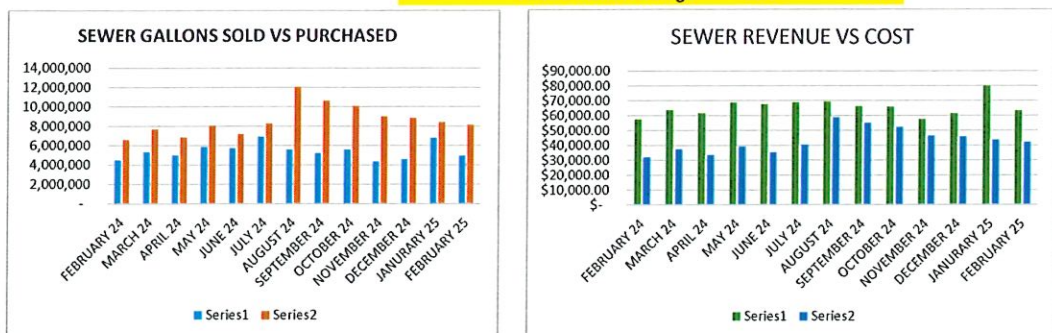 SEWER GALLONS SOLD VS PURCHASED
14,000,000
12,000,000
10,000,000
8,000,000
6,000,000
4,000,000
2,000,000
-
FEBRUARY 24
MARCH 24
APRIL 24
MAY 24
JUNE 24
JULY 24
AUGUST 24
SEPTEMBER 24
OCTOBER 24
NOVEMBER 24
DECEMBER 24
JANURARY 25
FEBRUARY 25
Series1 Series2
SEWER REVENUE VS COST
$90,000.00
$80,000.00
$70,000.00
$60,000.00
$50,000.00
$40,000.00
$30,000.00
$20,000.00
$10,000.00
$-
FEBRUARY 24
MARCH 24
APRIL 24
MAY 24
JUNE 24
JULY 24
AUGUST 24
SEPTEMBER 24
OCTOBER 24
NOVEMBER 24
DECEMBER 24
JANURARY 25
FEBRUARY 25
Series1 Series2